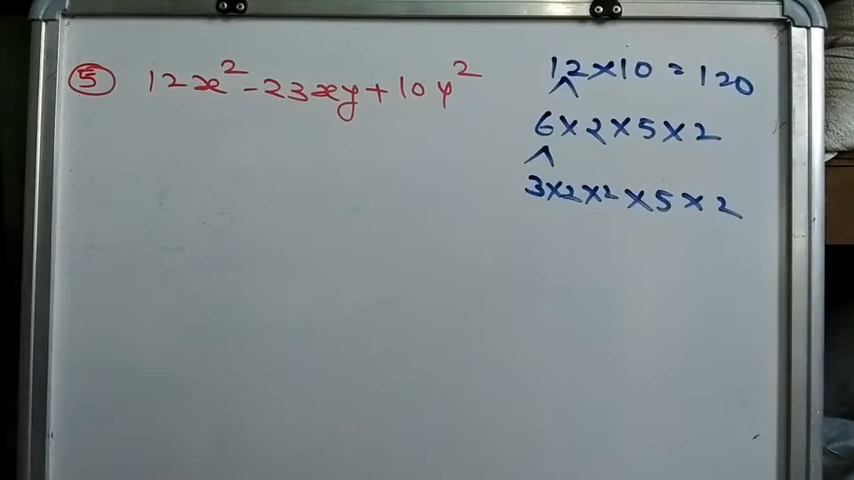 ⑤ 12x² - 23xy + 10y²
12×10 = 120
6×2×5×2
3×2×2×5×2